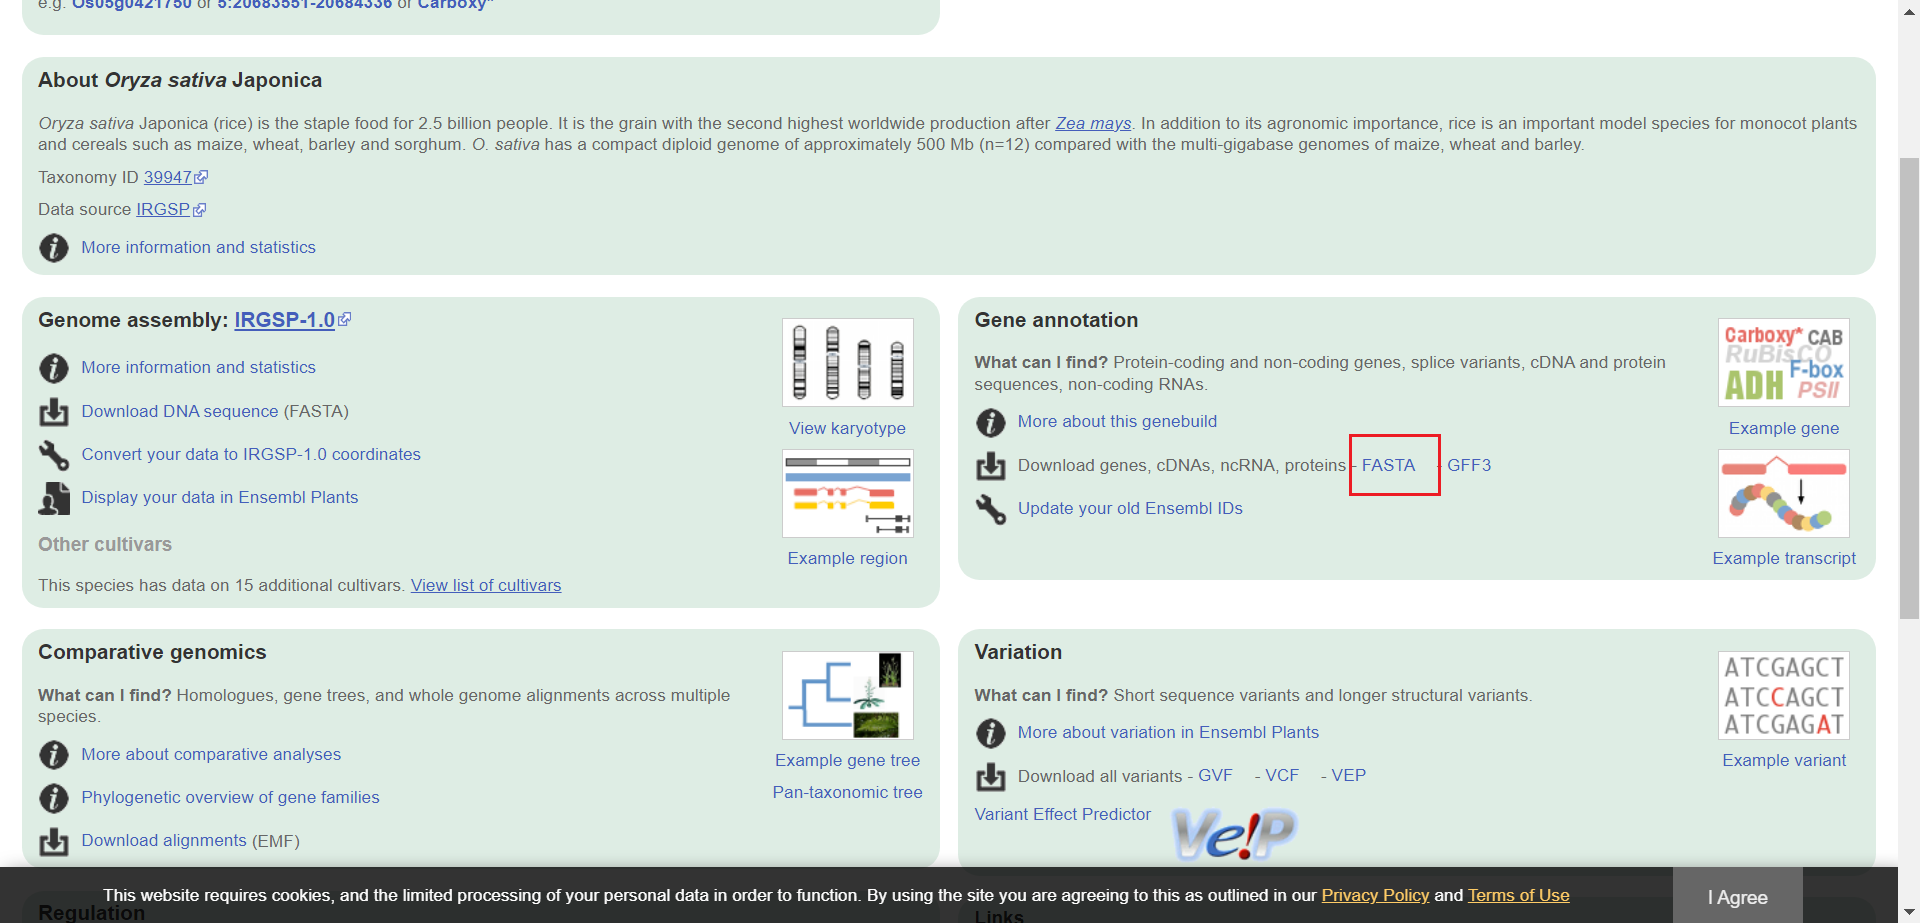 e.g. Os05g0421750 or 5:20683551-20684336 or Carboxy*
About Oryza sativa Japonica
Oryza sativa Japonica (rice) is the staple food for 2.5 billion people. It is the grain with the second highest worldwide production after Zea mays. In addition to its agronomic importance, rice is an important model species for monocot plants
and cereals such as maize, wheat, barley and sorghum. O. sativa has a compact diploid genome of approximately 500 Mb (n=12) compared with the multi-gigabase genomes of maize, wheat and barley.
Taxonomy ID 39947
Data source IRGSP
More information and statistics
Genome assembly: IRGSP-1.0
More information and statistics
Download DNA sequence (FASTA)
Convert your data to IRGSP-1.0 coordinates
Display your data in Ensembl Plants
Other cultivars
This species has data on 15 additional cultivars. View list of cultivars
View karyotype
Example region
Gene annotation
What can I find? Protein-coding and non-coding genes, splice variants, cDNA and protein
sequences, non-coding RNAs.
More about this genebuild
Download genes, cDNAs, ncRNA, proteins - FASTA - GFF3
Update your old Ensembl IDs
Carboxy* CAB
RuBisCO
F-box
ADH PSII
Example gene
Example transcript
Comparative genomics
What can I find? Homologues, gene trees, and whole genome alignments across multiple
species.
More about comparative analyses
Phylogenetic overview of gene families
Download alignments (EMF)
Example gene tree
Pan-taxonomic tree
Variation
What can I find? Short sequence variants and longer structural variants.
More about variation in Ensembl Plants
Download all variants - GVF - VCF - VEP
Variant Effect Predictor Ve!P
ATCGAGCT
ATCCAGCT
ATCGAGAT
Example variant
This website requires cookies, and the limited processing of your personal data in order to function. By using the site you are agreeing to this as outlined in our Privacy Policy and Terms of Use
I Agree
Regulation
Links